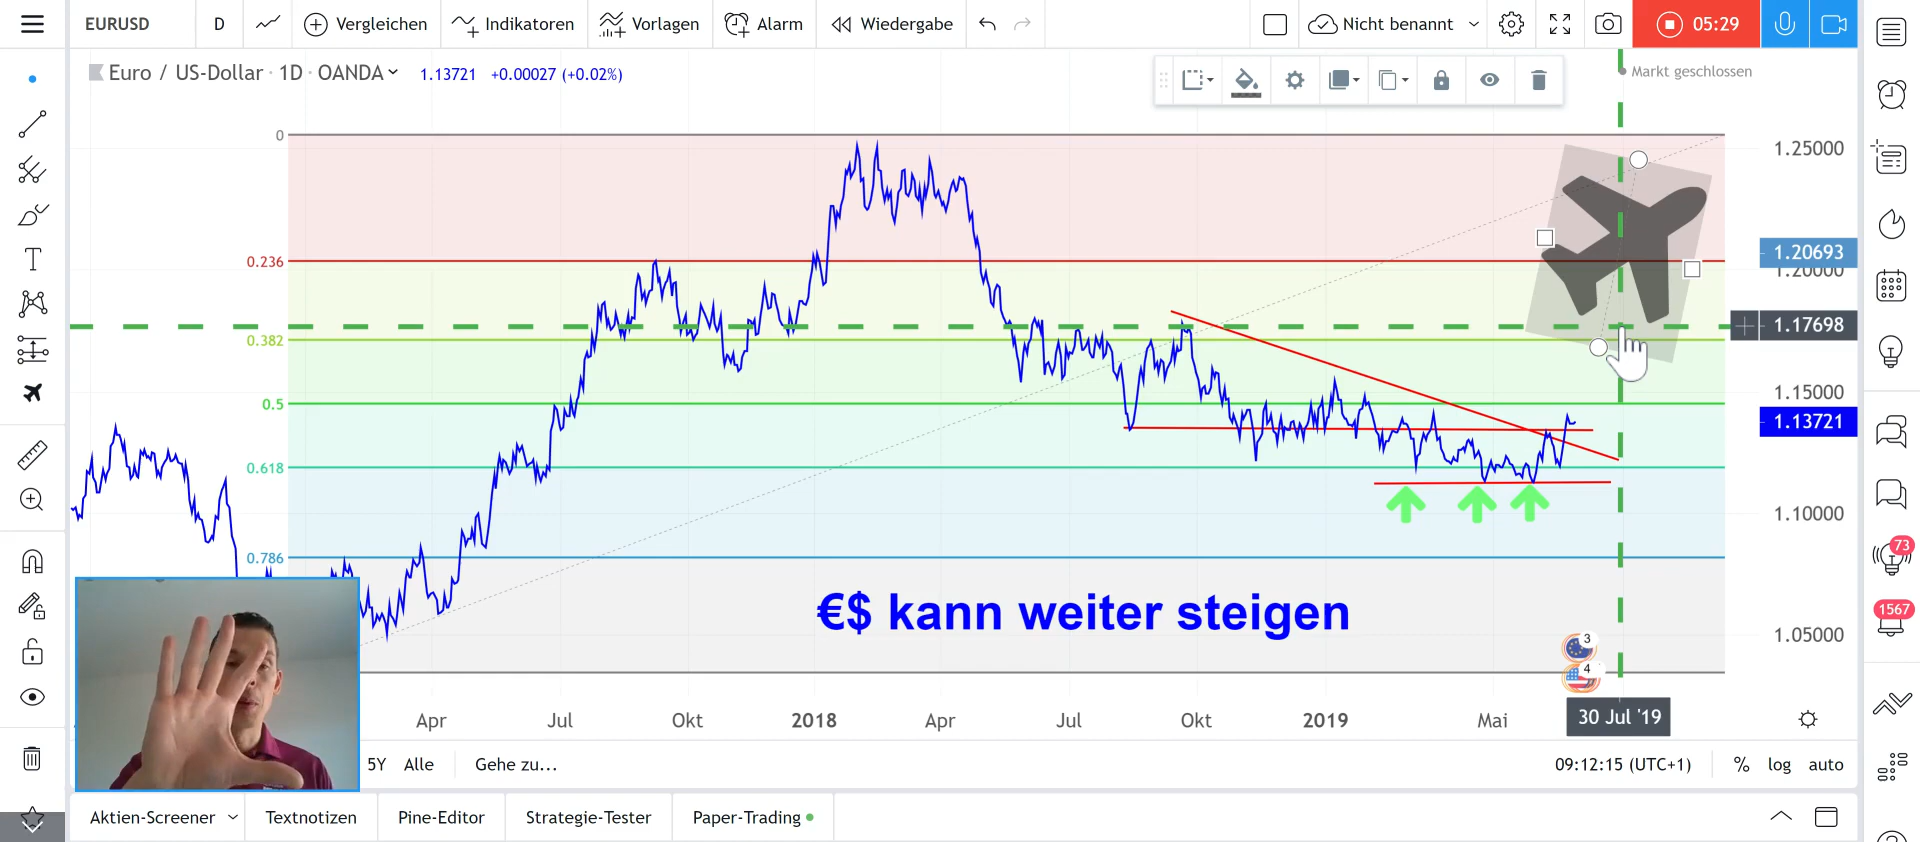 EURUSD D Vergleichen Indikatoren Vorlagen Alarm Wiedergabe Nicht benannt 05:29
Euro / US-Dollar · 1D · OANDA 1.13721 +0.00027 (+0.02%)
Markt geschlossen
0
1.25000
0.236
1.20693
1.20000
1.17698
0.382
1.15000
0.5
1.13721
0.618
1.10000
73
0.786
€$ kann weiter steigen
1567
1.05000
3
4
Apr Jul Okt 2018 Apr Jul Okt 2019 Mai 30 Jul '19
5Y Alle Gehe zu... 09:12:15 (UTC+1) % log auto
Aktien-Screener Textnotizen Pine-Editor Strategie-Tester Paper-Trading